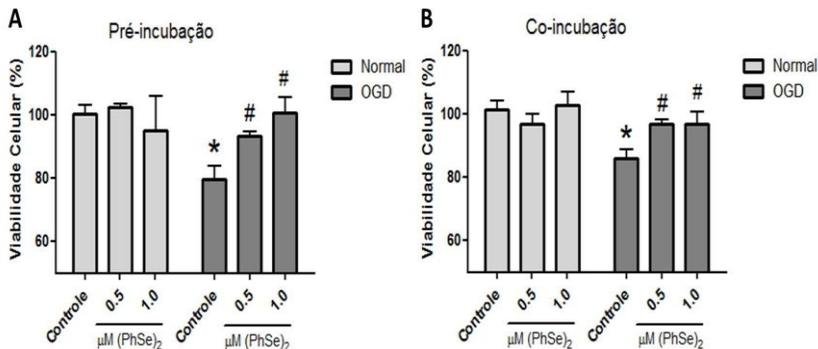 A
Pré-incubação
Viabilidade Celular (%)
120
100
80
60
*
#
#
Normal
OGD
Controle
0.5
1.0
Controle
0.5
1.0
µM (PhSe)2
µM (PhSe)2
B
Co-incubação
Viabilidade Celular (%)
120
100
80
60
*
#
#
Normal
OGD
Controle
0.5
1.0
Controle
0.5
1.0
µM (PhSe)2
µM (PhSe)2